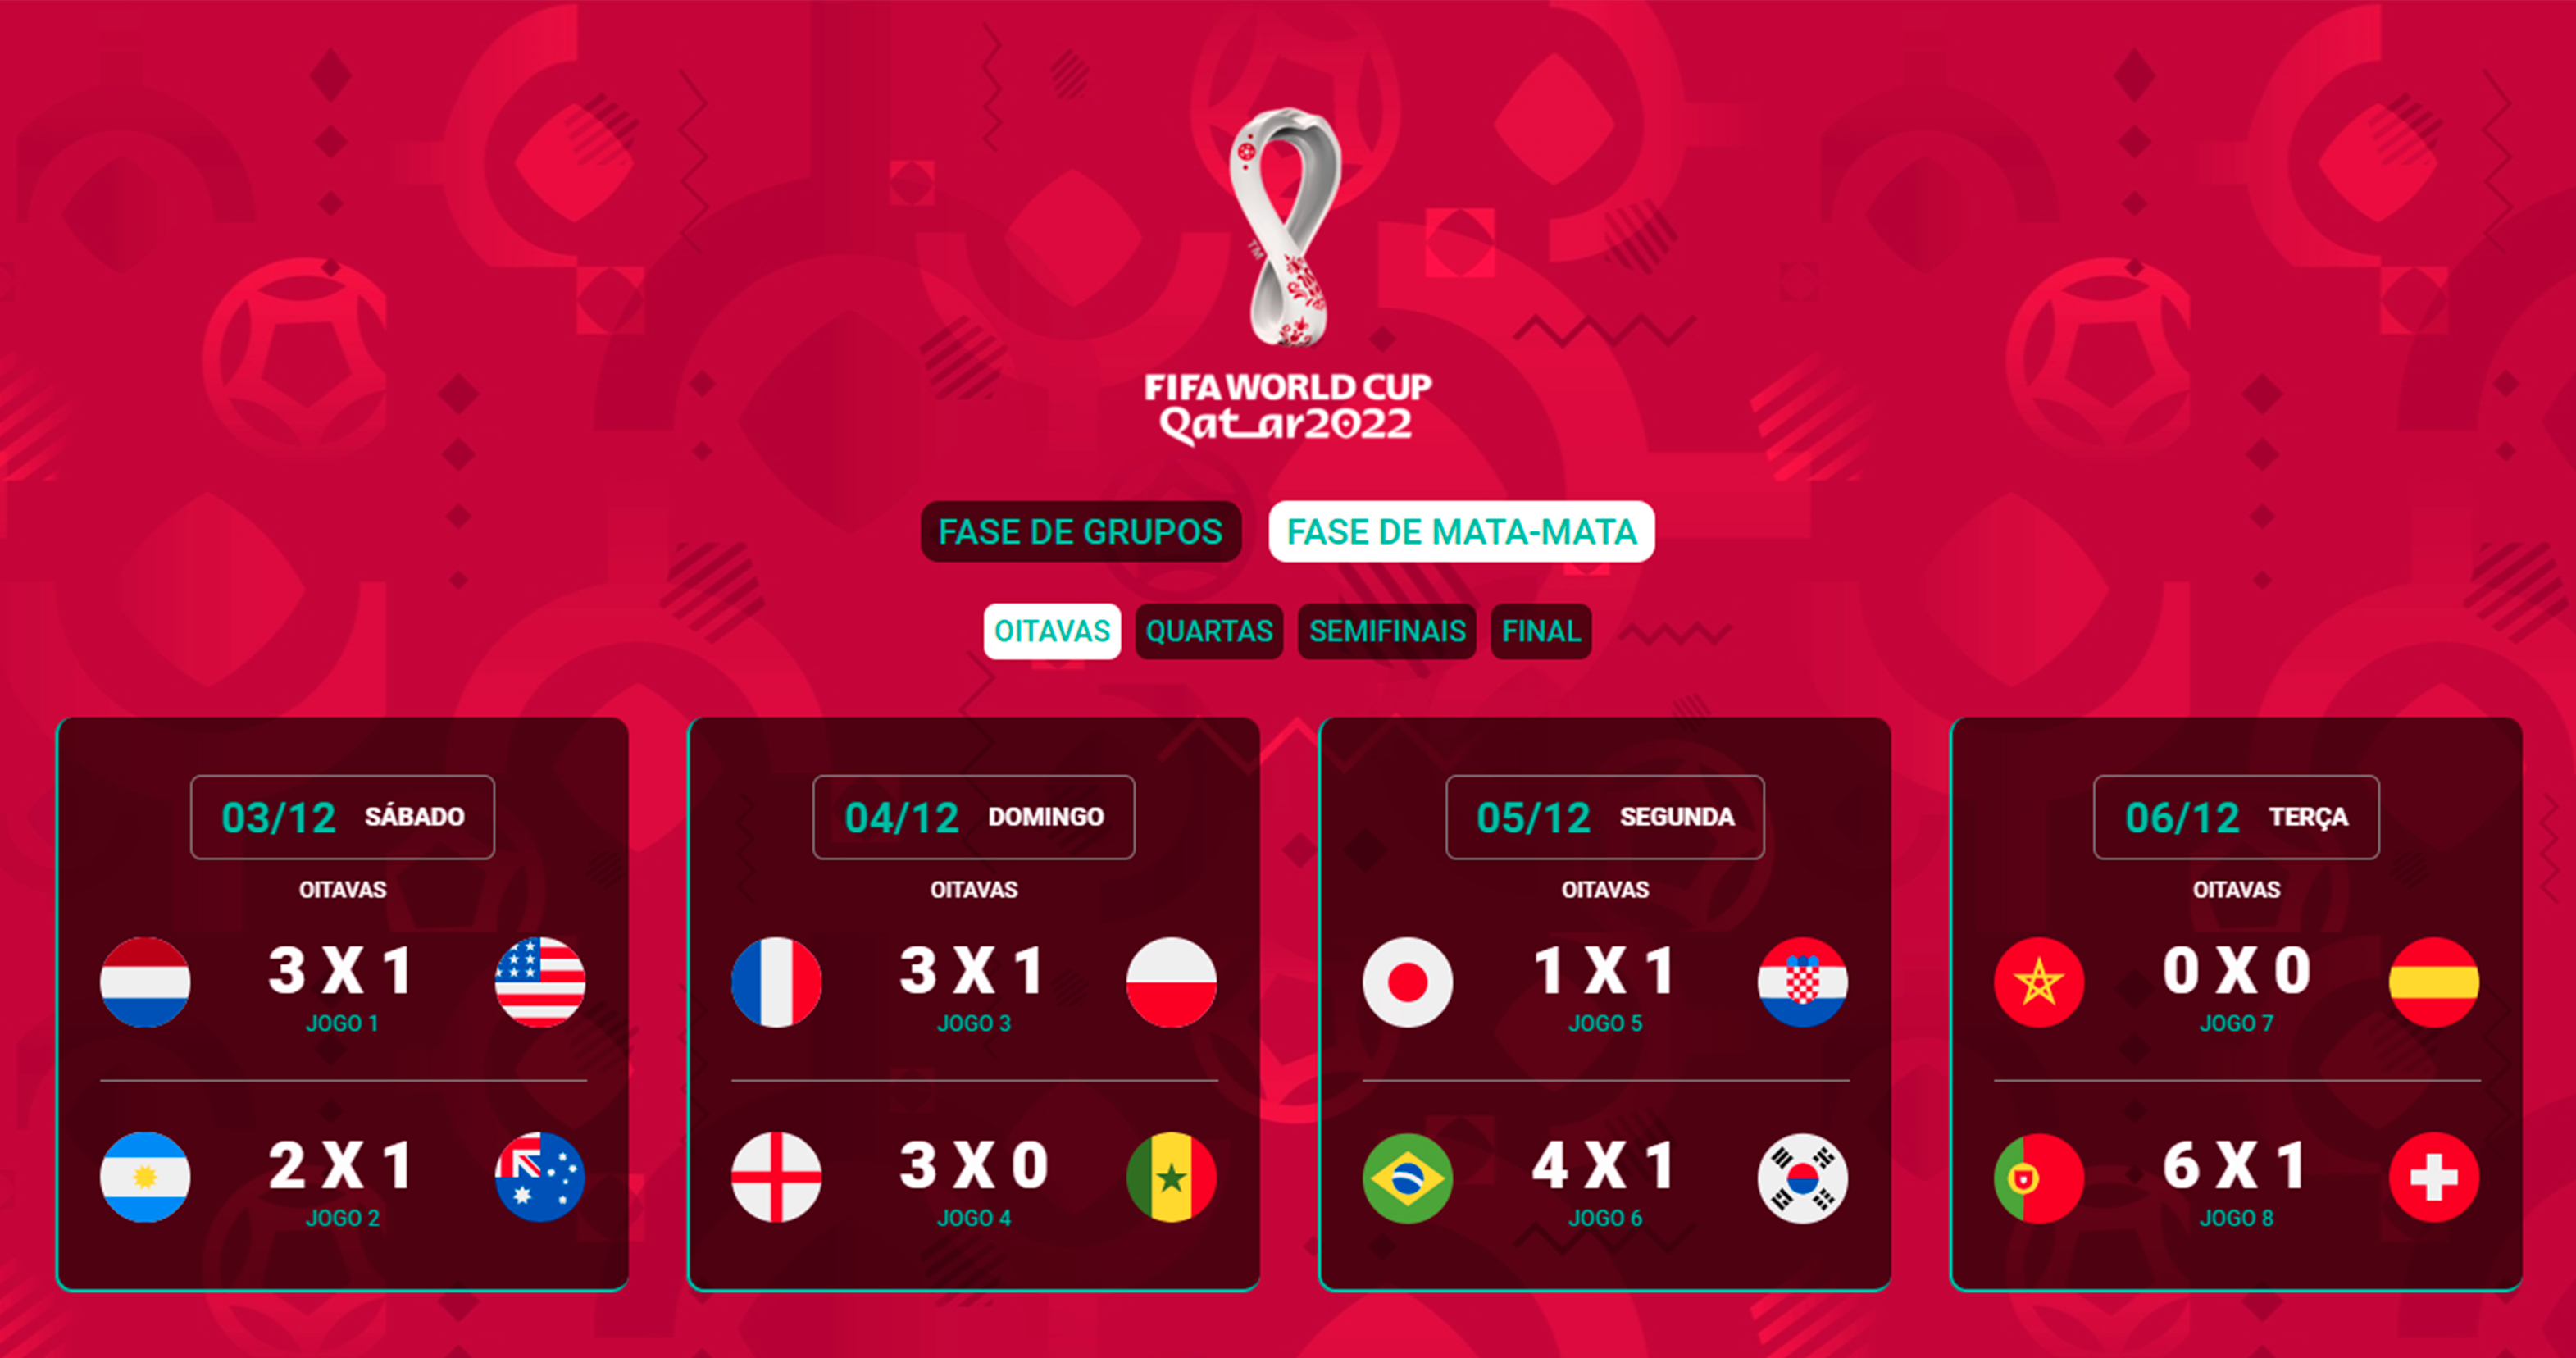 TM
FIFA WORLD CUP
Qatar2022
FASE DE GRUPOS
FASE DE MATA-MATA
OITAVAS
QUARTAS
SEMIFINAIS
FINAL
03/12 SÁBADO
OITAVAS
3 X 1
JOGO 1
2 X 1
JOGO 2
04/12 DOMINGO
OITAVAS
3 X 1
JOGO 3
3 X 0
JOGO 4
05/12 SEGUNDA
OITAVAS
1 X 1
JOGO 5
4 X 1
JOGO 6
06/12 TERÇA
OITAVAS
0 X 0
JOGO 7
6 X 1
JOGO 8